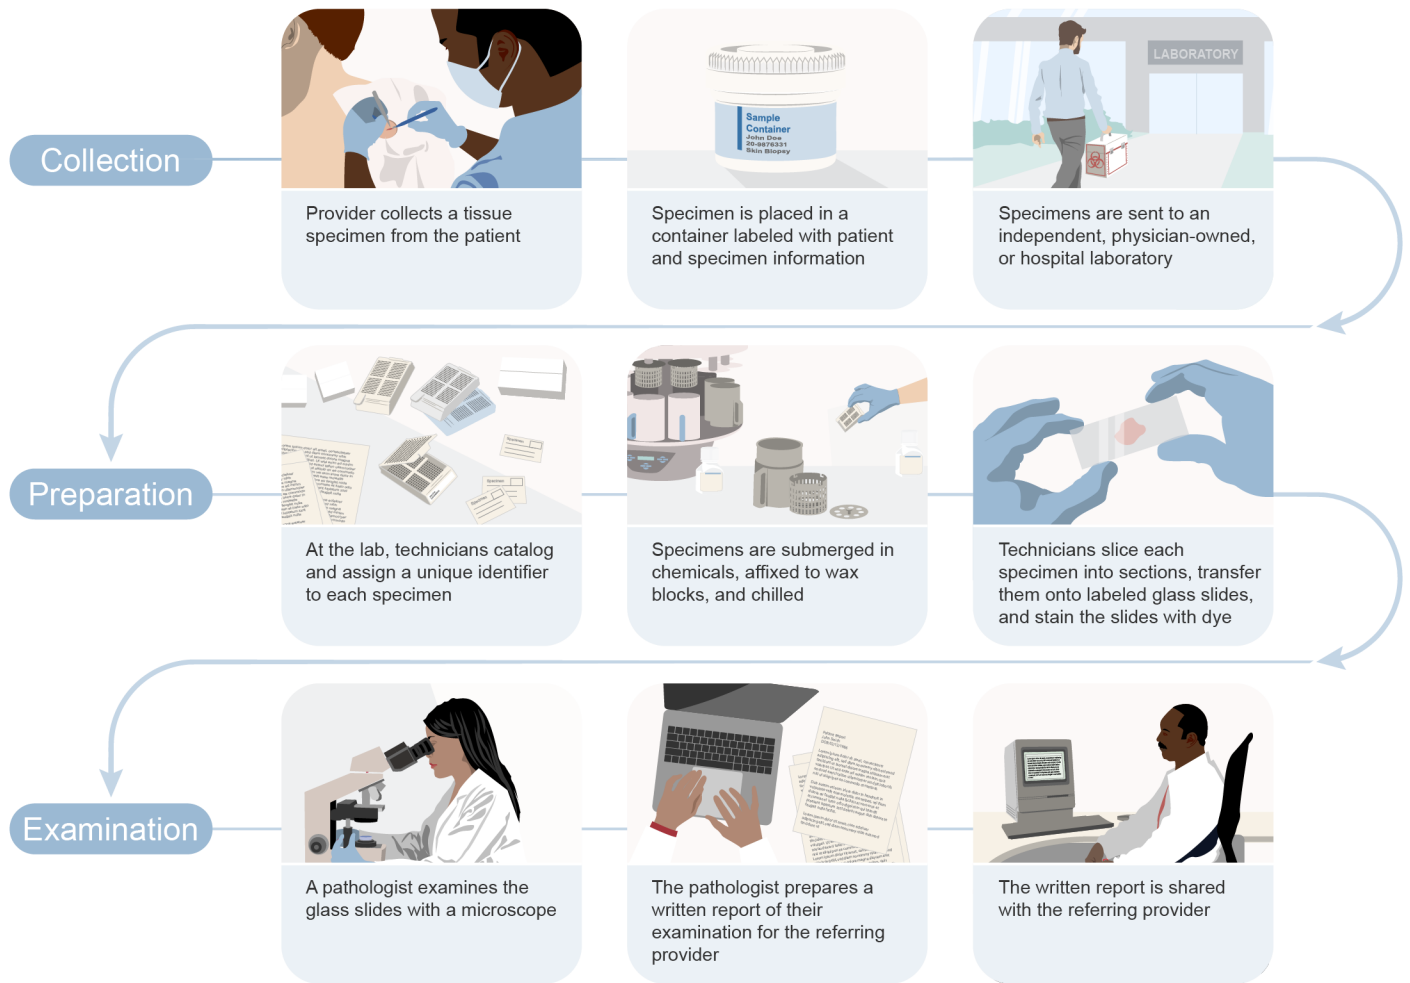 Collection
Sample
Container
John Doe
20-9876331
Skin Biopsy
LABORATORY
Provider collects a tissue
specimen from the patient
Specimen is placed in a
container labeled with patient
and specimen information
Specimens are sent to an
independent, physician-owned,
or hospital laboratory
Preparation
Specimen
Specimen
Specimen
At the lab, technicians catalog
and assign a unique identifier
to each specimen
Specimens are submerged in
chemicals, affixed to wax
blocks, and chilled
Technicians slice each
specimen into sections, transfer
them onto labeled glass slides,
and stain the slides with dye
Examination
A pathologist examines the
glass slides with a microscope
The pathologist prepares a
written report of their
examination for the referring
provider
The written report is shared
with the referring provider